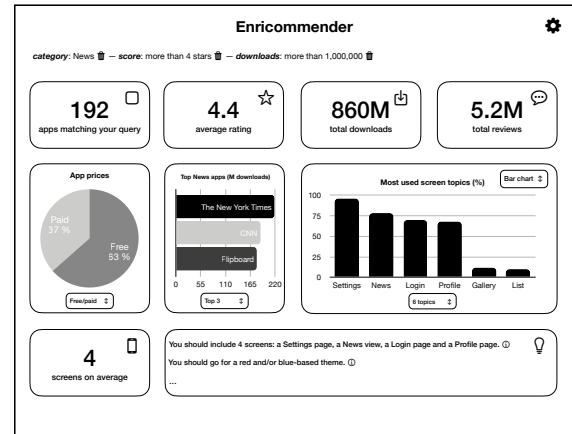 Enricommender
category: News — score: more than 4 stars — downloads: more than 1,000,000
192
apps matching your query
4.4
average rating
860M
total downloads
5.2M
total reviews
App prices
Paid
37 %
Free
63 %
Free/paid
Top News apps (M downloads)
The New York Times
CNN
Flipboard
0 55 110 165 220
Top 3
Most used screen topics (%)
Bar chart
100
75
50
25
0
Settings News Login Profile Gallery List
6 topics
4
screens on average
You should include 4 screens: a Settings page, a News view, a Login page and a Profile page.
You should go for a red and/or blue-based theme.
...